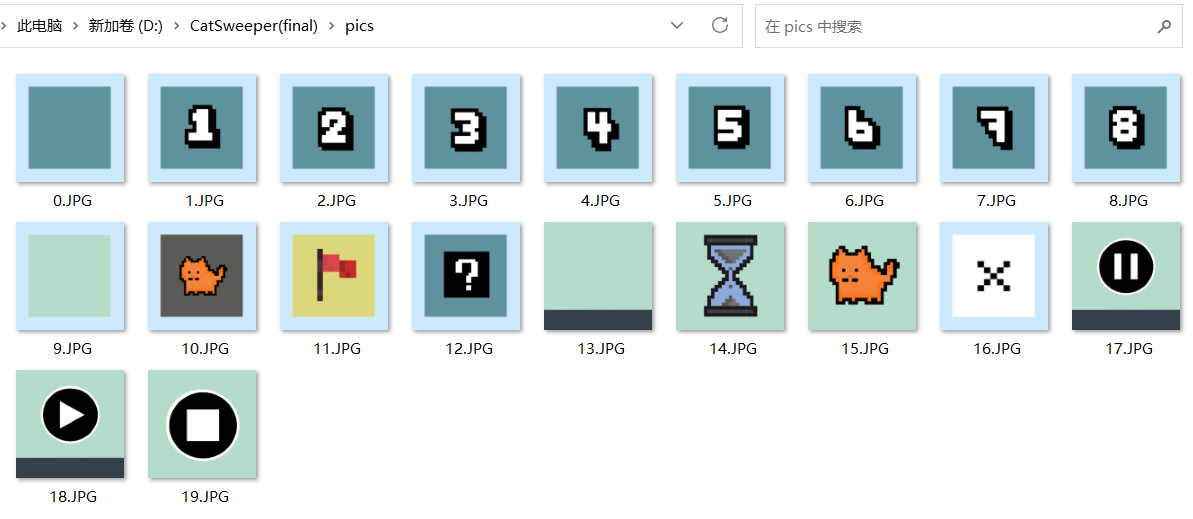 此电脑 > 新加卷 (D:) > CatSweeper(final) > pics
在 pics 中搜索
1 2 3 4 5 6 7 8
0.JPG 1.JPG 2.JPG 3.JPG 4.JPG 5.JPG 6.JPG 7.JPG 8.JPG
?
9.JPG 10.JPG 11.JPG 12.JPG 13.JPG 14.JPG 15.JPG 16.JPG 17.JPG
18.JPG 19.JPG